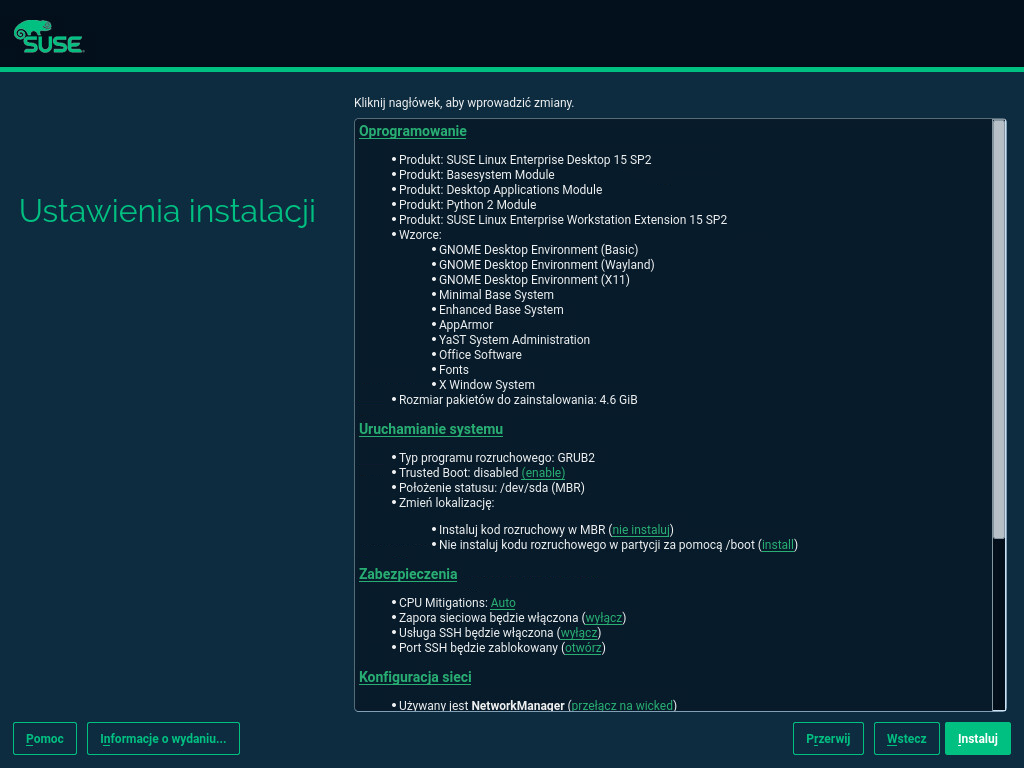 SUSE
Kliknij nagłówek, aby wprowadzić zmiany.
Ustawienia instalacji
Oprogramowanie
• Produkt: SUSE Linux Enterprise Desktop 15 SP2
• Produkt: Basesystem Module
• Produkt: Desktop Applications Module
• Produkt: Python 2 Module
• Produkt: SUSE Linux Enterprise Workstation Extension 15 SP2
• Wzorce:
• GNOME Desktop Environment (Basic)
• GNOME Desktop Environment (Wayland)
• GNOME Desktop Environment (X11)
• Minimal Base System
• Enhanced Base System
• AppArmor
• YaST System Administration
• Office Software
• Fonts
• X Window System
• Rozmiar pakietów do zainstalowania: 4.6 GiB
Uruchamianie systemu
• Typ programu rozruchowego: GRUB2
• Trusted Boot: disabled (enable)
• Położenie statusu: /dev/sda (MBR)
• Zmień lokalizację:
• Instaluj kod rozruchowy w MBR (nie instaluj)
• Nie instaluj kodu rozruchowego w partycji za pomocą /boot (install)
Zabezpieczenia
• CPU Mitigations: Auto
• Zapora sieciowa będzie włączona (wyłącz)
• Usługa SSH będzie włączona (wyłącz)
• Port SSH będzie zablokowany (otwórz)
Konfiguracja sieci
• Używany jest NetworkManager (przełącz na wicked)
Pomoc
Informacje o wydaniu...
Przerwij
Wstecz
Instaluj